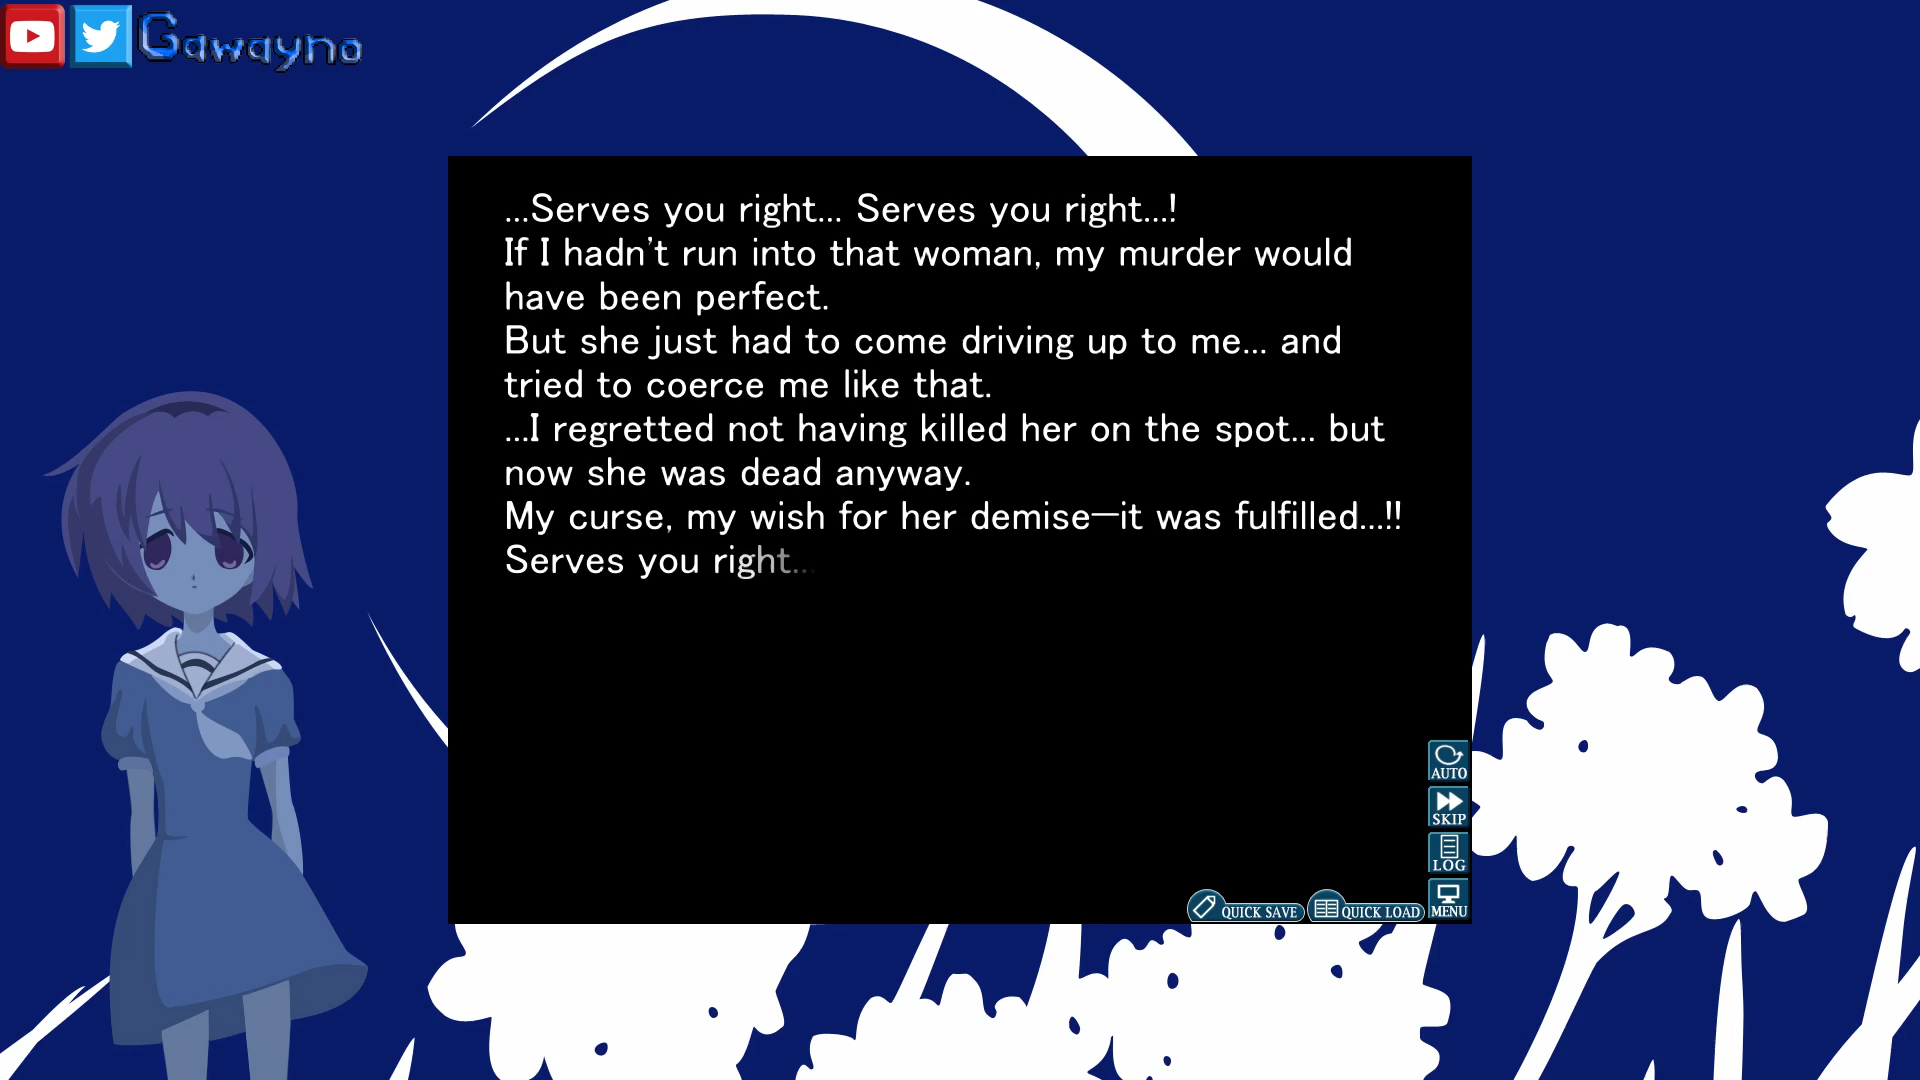 Gawayno
...Serves you right... Serves you right...!
If I hadn't run into that woman, my murder would
have been perfect.
But she just had to come driving up to me... and
tried to coerce me like that.
...I regretted not having killed her on the spot... but
now she was dead anyway.
My curse, my wish for her demise—it was fulfilled...!!
Serves you right...
AUTO
SKIP
LOG
MENU
QUICK SAVE
QUICK LOAD